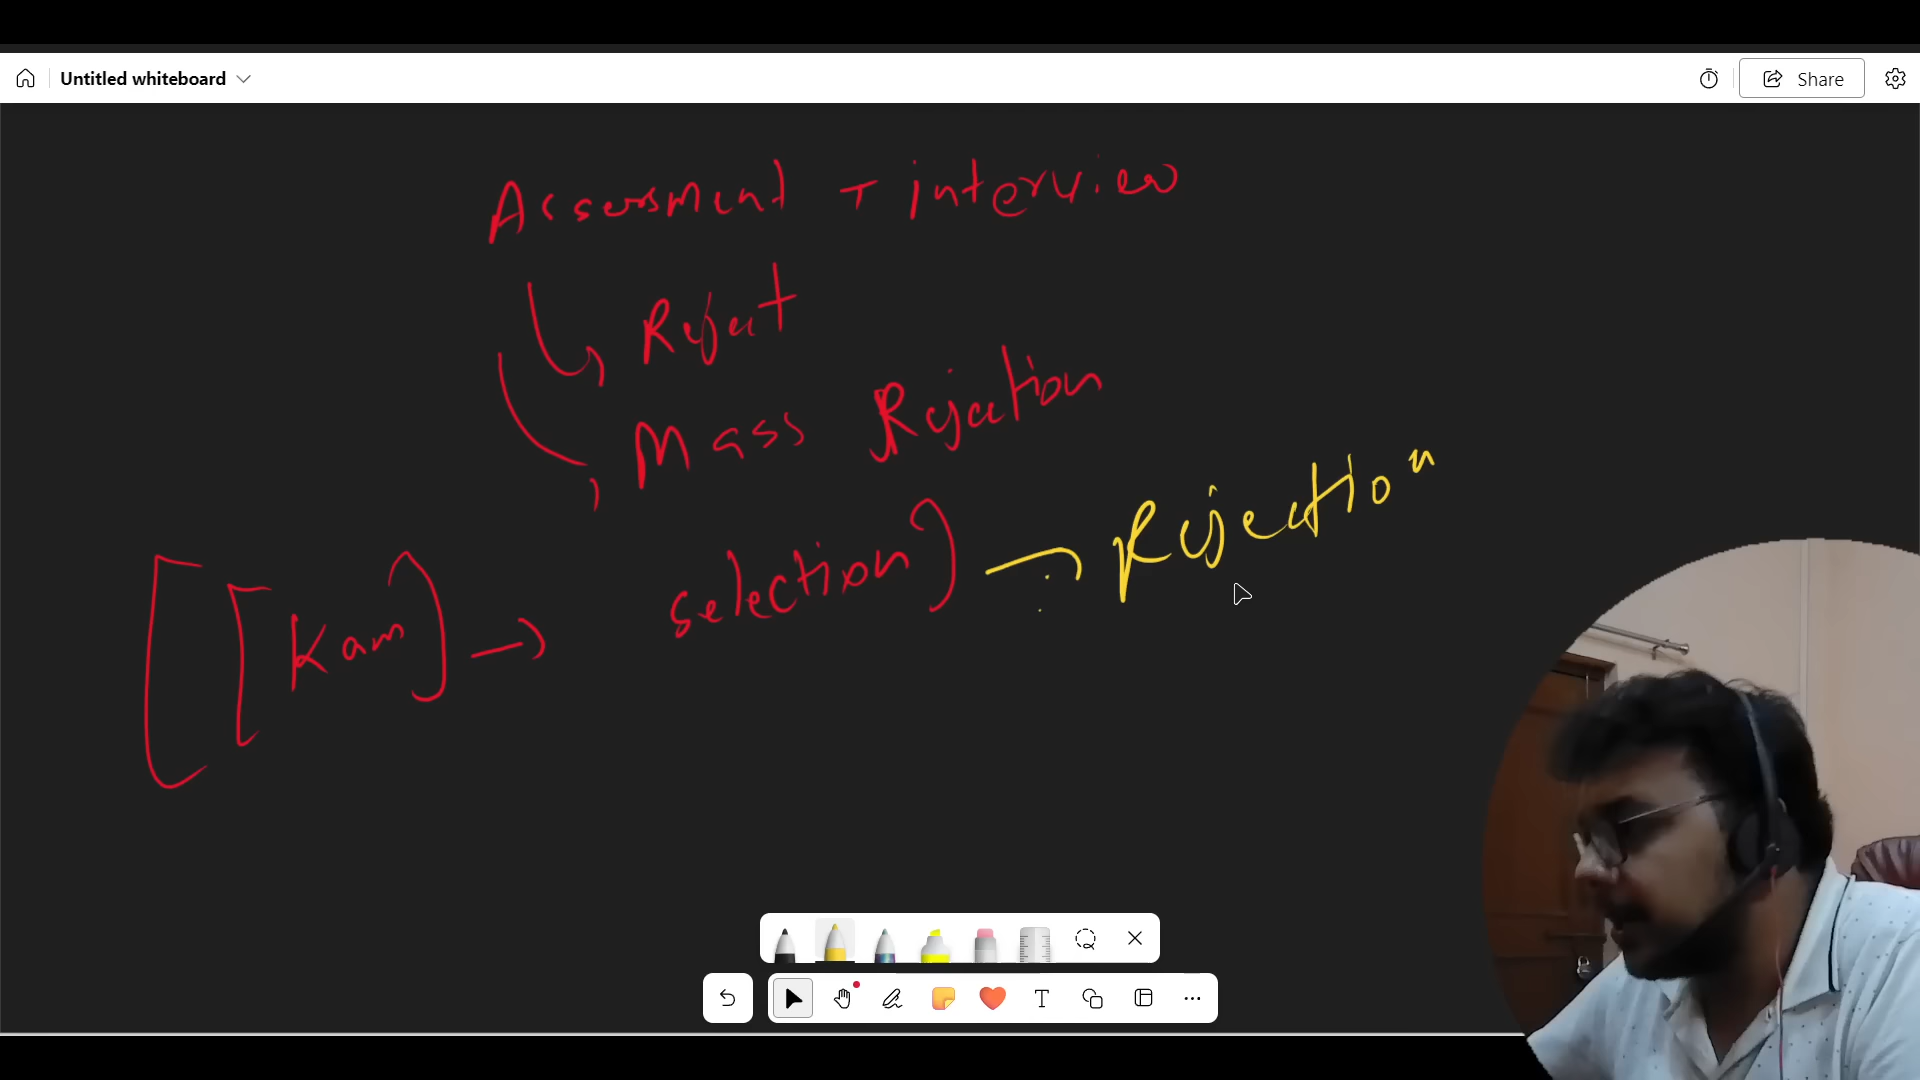 Untitled whiteboard
Share
Assessment + interview
Reject
Mass Rejection
[[Kam] → selection] → Rejection
T